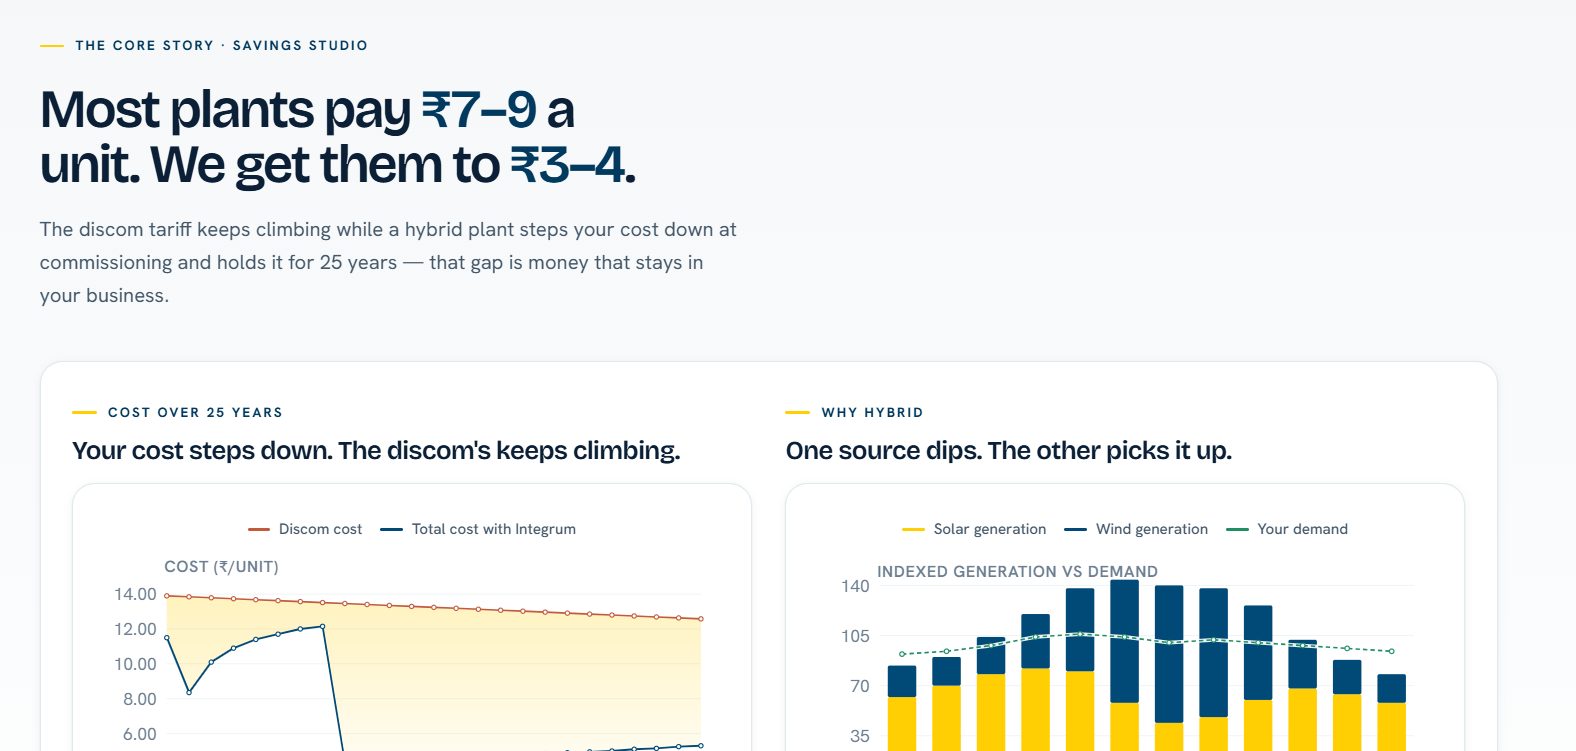 THE CORE STORY · SAVINGS STUDIO
Most plants pay ₹7–9 a
unit. We get them to ₹3–4.
The discom tariff keeps climbing while a hybrid plant steps your cost down at
commissioning and holds it for 25 years — that gap is money that stays in
your business.
COST OVER 25 YEARS
Your cost steps down. The discom's keeps climbing.
Discom cost
Total cost with Integrum
COST (₹/UNIT)
14.00
12.00
10.00
8.00
6.00
WHY HYBRID
One source dips. The other picks it up.
Solar generation
Wind generation
Your demand
INDEXED GENERATION VS DEMAND
140
105
70
35